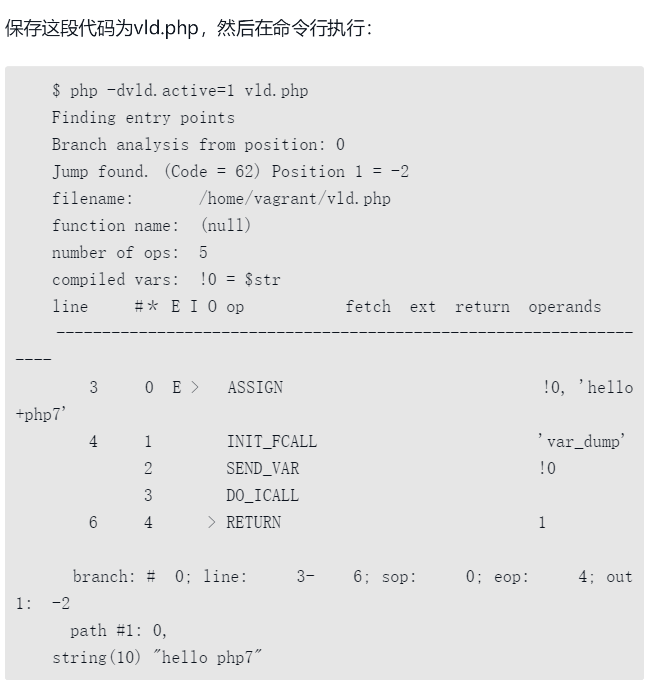 保存这段代码为vld.php，然后在命令行执行：
$ php -dvld.active=1 vld.php
Finding entry points
Branch analysis from position: 0
Jump found. (Code = 62) Position 1 = -2
filename:       /home/vagrant/vld.php
function name:  (null)
number of ops:  5
compiled vars:  !0 = $str
line     #* E I O op           fetch  ext  return  operands
---------------------------------------------------------------
----
3     0  E >   ASSIGN                            !0, 'hello
+php7'
4     1        INIT_FCALL                        'var_dump'
2        SEND_VAR                          !0
3        DO_ICALL
6     4      > RETURN                            1
branch: #  0; line:     3-    6; sop:     0; eop:     4; out
1:  -2
path #1: 0,
string(10) "hello php7"